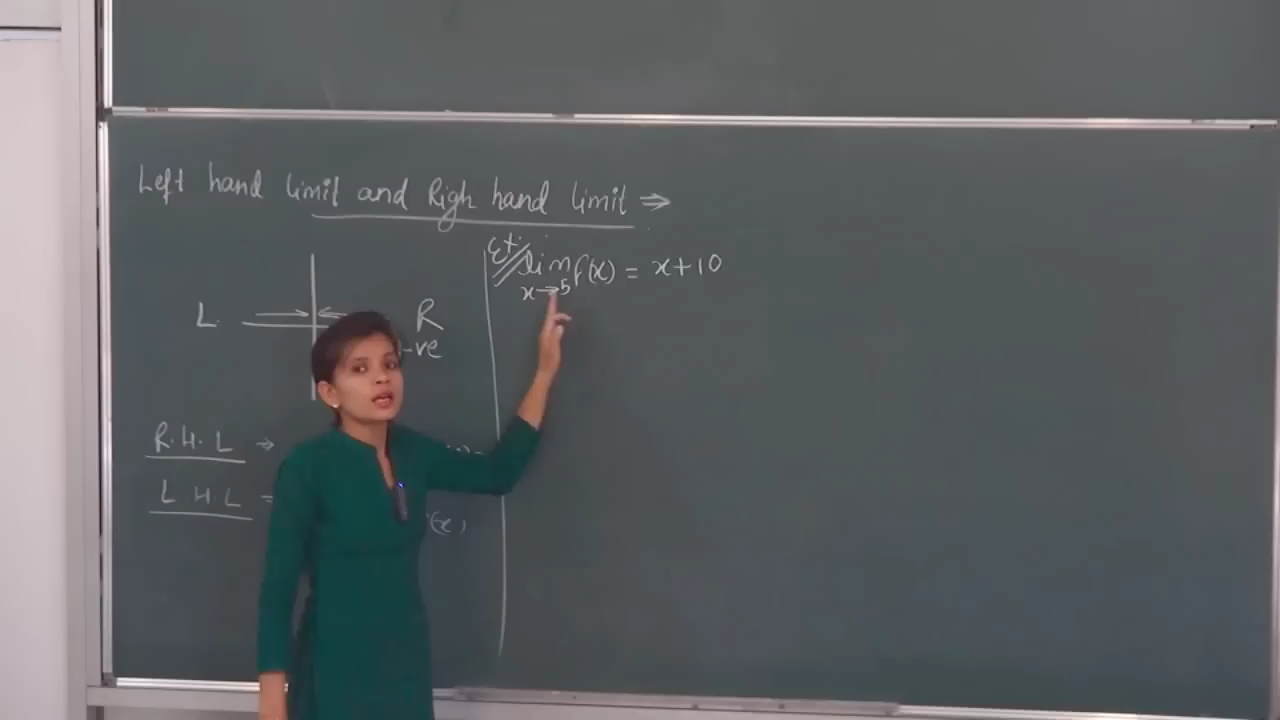 Left hand limit and Righ hand limit ⇒
L R
-ve
R.H.L →
L.H.L =
(x)
Ex. lim f(x) = x+10
x→5